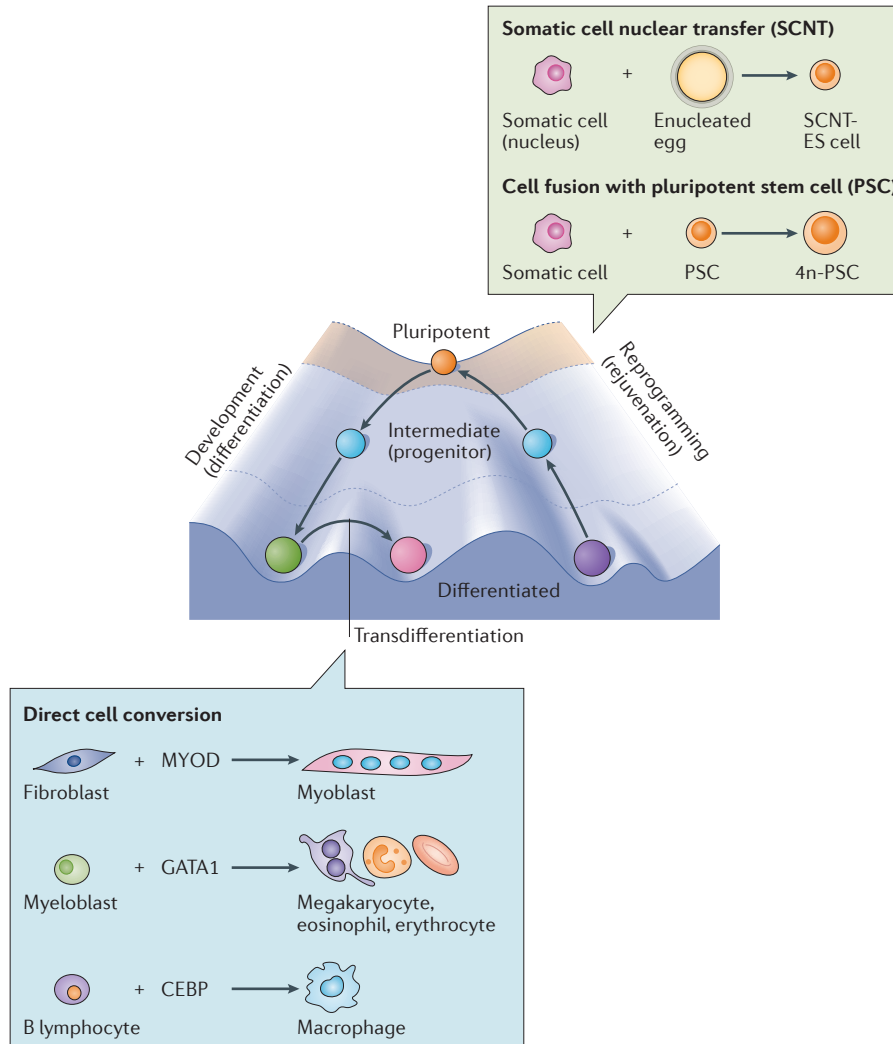 Somatic cell nuclear transfer (SCNT)
+
Somatic cell
(nucleus)
Enucleated
egg
SCNT-
ES cell
Cell fusion with pluripotent stem cell (PSC)
+
Somatic cell
PSC
4n-PSC
Pluripotent
Development
(differentiation)
Reprogramming
(rejuvenation)
Intermediate
(progenitor)
Differentiated
Transdifferentiation
Direct cell conversion
+ MYOD
Fibroblast
Myoblast
+ GATA1
Myeloblast
Megakaryocyte,
eosinophil, erythrocyte
+ CEBP
B lymphocyte
Macrophage